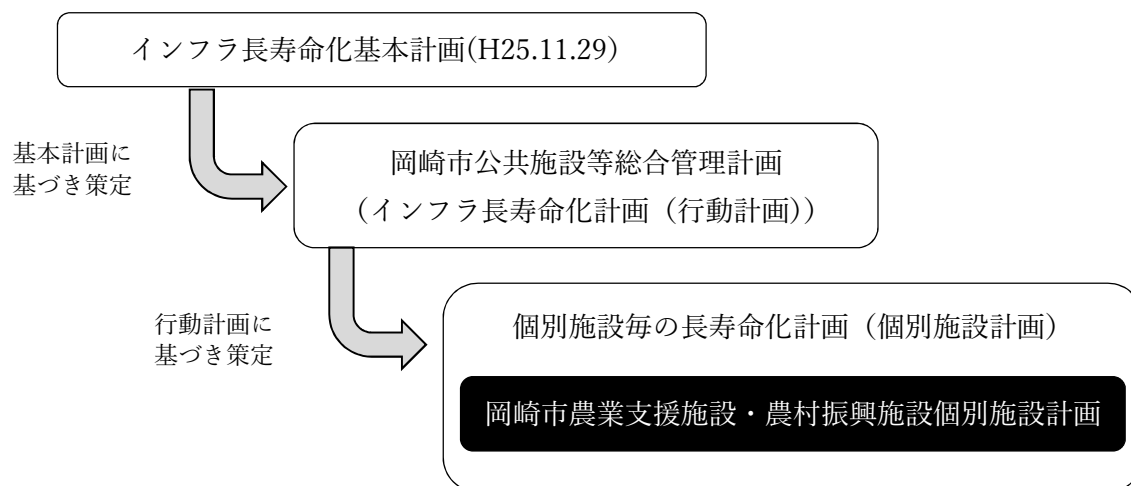 インフラ長寿命化基本計画(H25.11.29)
基本計画に
基づき策定
岡崎市公共施設等総合管理計画
（インフラ長寿命化計画（行動計画））
行動計画に
基づき策定
個別施設毎の長寿命化計画（個別施設計画）
岡崎市農業支援施設・農村振興施設個別施設計画